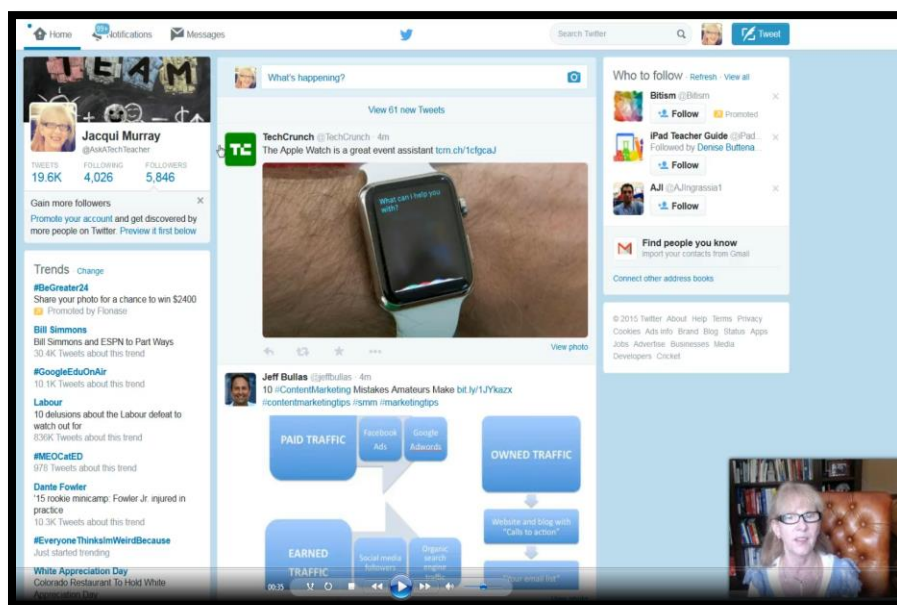 Home
Notifications
Messages
Search Twitter
Tweet
TEAM
Jacqui Murray
@AskATechTeacher
TWEETS FOLLOWING FOLLOWERS
19.6K 4,026 5,846
Gain more followers
Promote your account and get discovered by
more people on Twitter. Preview it first below
Trends · Change
#BeGreater24
Share your photo for a chance to win $2400
Promoted by Flonase
Bill Simmons
Bill Simmons and ESPN to Part Ways
30.4K Tweets about this trend
#GoogleEduOnAir
10.1K Tweets about this trend
Labour
10 delusions about the Labour defeat to
watch out for
836K Tweets about this trend
#MEOCatED
978 Tweets about this trend
Dante Fowler
'15 rookie minicamp: Fowler Jr. injured in
practice
10.3K Tweets about this trend
#EveryoneThinksImWeirdBecause
Just started trending
White Appreciation Day
Colorado Restaurant To Hold White
Appreciation Day
What's happening?
View 61 new Tweets
TechCrunch @TechCrunch · 4m
The Apple Watch is a great event assistant tcm.ch/1cfgcaJ
What can I help you
with?
View photo
Jeff Bullas @jeffbullas · 4m
10 #ContentMarketing Mistakes Amateurs Make bit.ly/1JYkazx
#contentmarketingtips #smm #marketingtips
PAID TRAFFIC
Facebook
Ads
Google
Adwords
OWNED TRAFFIC
Website and blog with
"Calls to action"
"Your email list"
EARNED
TRAFFIC
Social media
followers
Organic
search
engine
traffic
00:35
Who to follow · Refresh · View all
Bitism @Bitism
Follow
Promoted
iPad Teacher Guide @iPad...
Followed by Denise Buttena...
Follow
AJI @AJIngrassia1
Follow
Find people you know
Import your contacts from Gmail
Connect other address books
© 2015 Twitter About Help Terms Privacy
Cookies Ads info Brand Blog Status Apps
Jobs Advertise Businesses Media
Developers Cricket